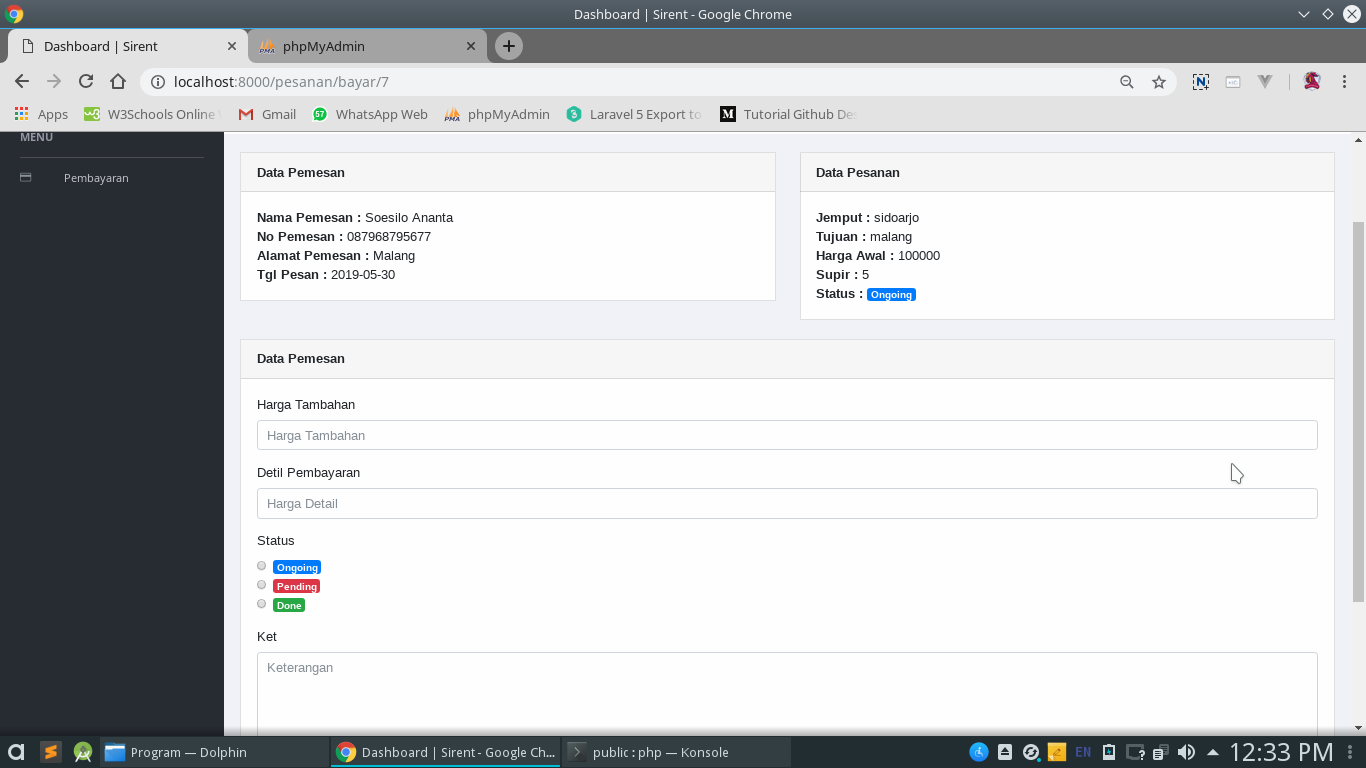 Dashboard | Sirent - Google Chrome
Dashboard | Sirent
phpMyAdmin
localhost:8000/pesanan/bayar/7
Apps
W3Schools Online
57
WhatsApp Web
Gmail
phpMyAdmin
Laravel 5 Export to
Tutorial Github
MENU
Pembayaran
Data Pemesan
Nama Pemesan : Soesilo Ananta
No Pemesan : 087968795677
Alamat Pemesan : Malang
Tgl Pesan : 2019-05-30
Data Pesanan
Jemput : sidoarjo
Tujuan : malang
Harga Awal : 100000
Supir : 5
Status : Ongoing
Data Pemesan
Harga Tambahan
Harga Tambahan
Detil Pembayaran
Harga Detail
Status
Ongoing
Pending
Done
Ket
Keterangan
Program — Dolphin
Dashboard | Sirent - Google Ch...
public : php — Konsole
EN
12:33 PM